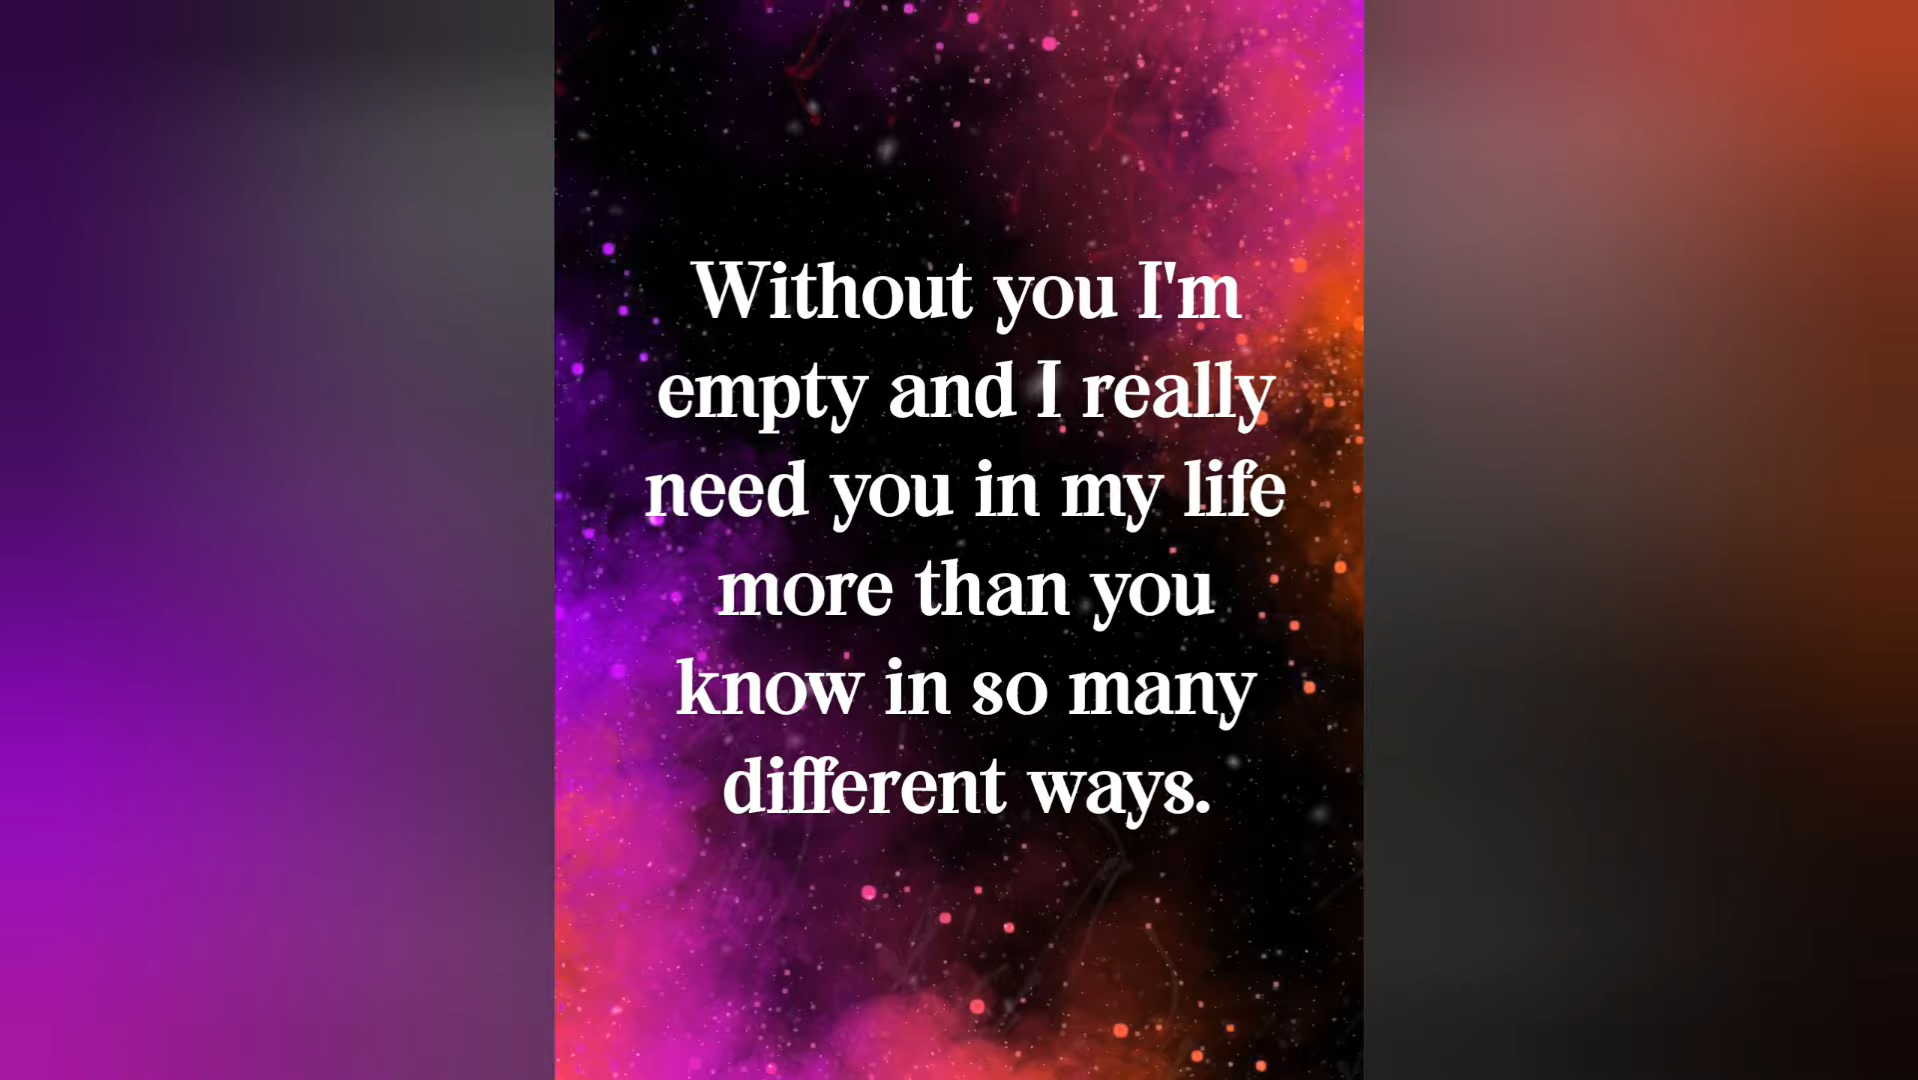 Without you I'm
empty and I really
need you in my life
more than you
know in so many
different ways.